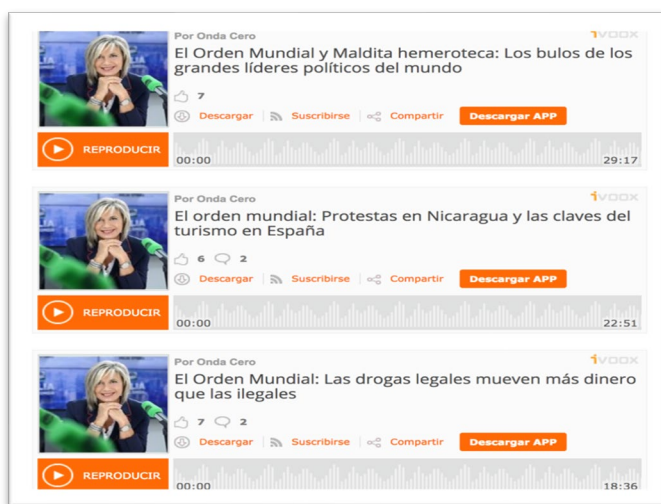 Por Onda Cero
ivoox
El Orden Mundial y Maldita hemeroteca: Los bulos de los
grandes líderes políticos del mundo
7
Descargar Suscribirse Compartir Descargar APP
REPRODUCIR 00:00 29:17
Por Onda Cero
ivoox
El orden mundial: Protestas en Nicaragua y las claves del
turismo en España
6 2
Descargar Suscribirse Compartir Descargar APP
REPRODUCIR 00:00 22:51
Por Onda Cero
ivoox
El Orden Mundial: Las drogas legales mueven más dinero
que las ilegales
7 2
Descargar Suscribirse Compartir Descargar APP
REPRODUCIR 00:00 18:36